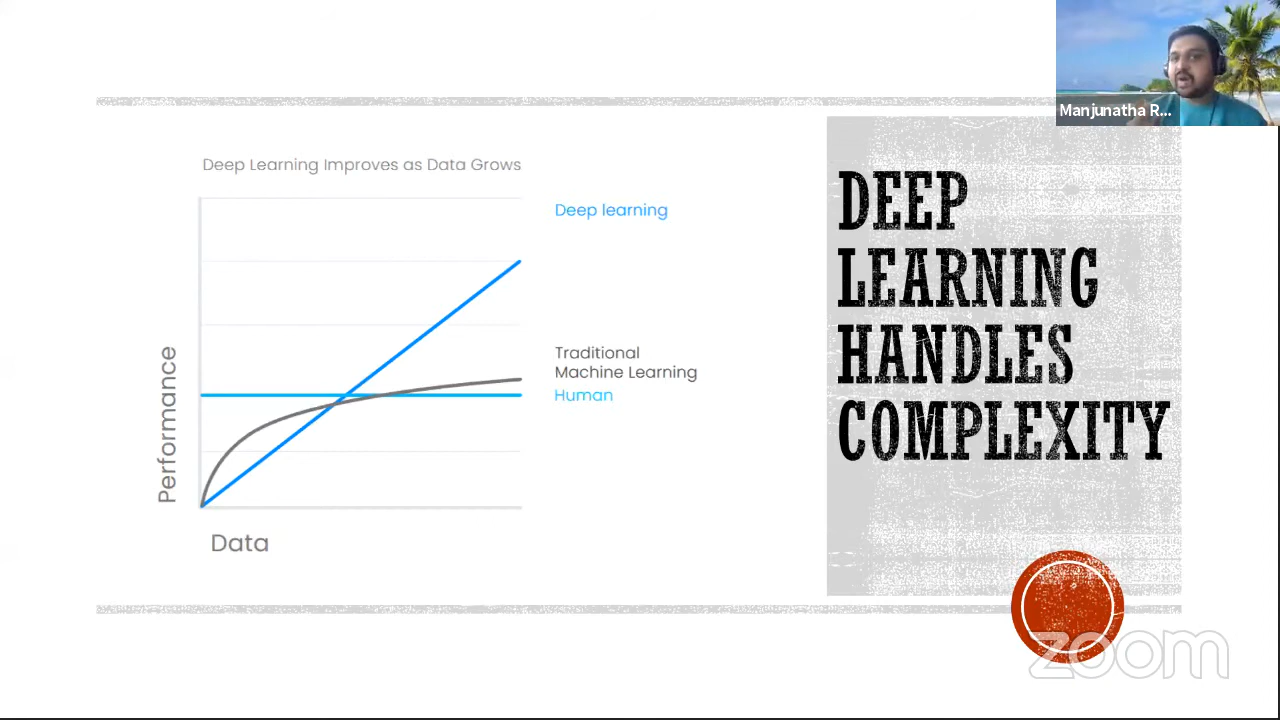 Manjunatha R...
Deep Learning Improves as Data Grows
Deep learning
Traditional
Machine Learning
Human
Performance
Data
DEEP
LEARNING
HANDLES
COMPLEXITY
zoom